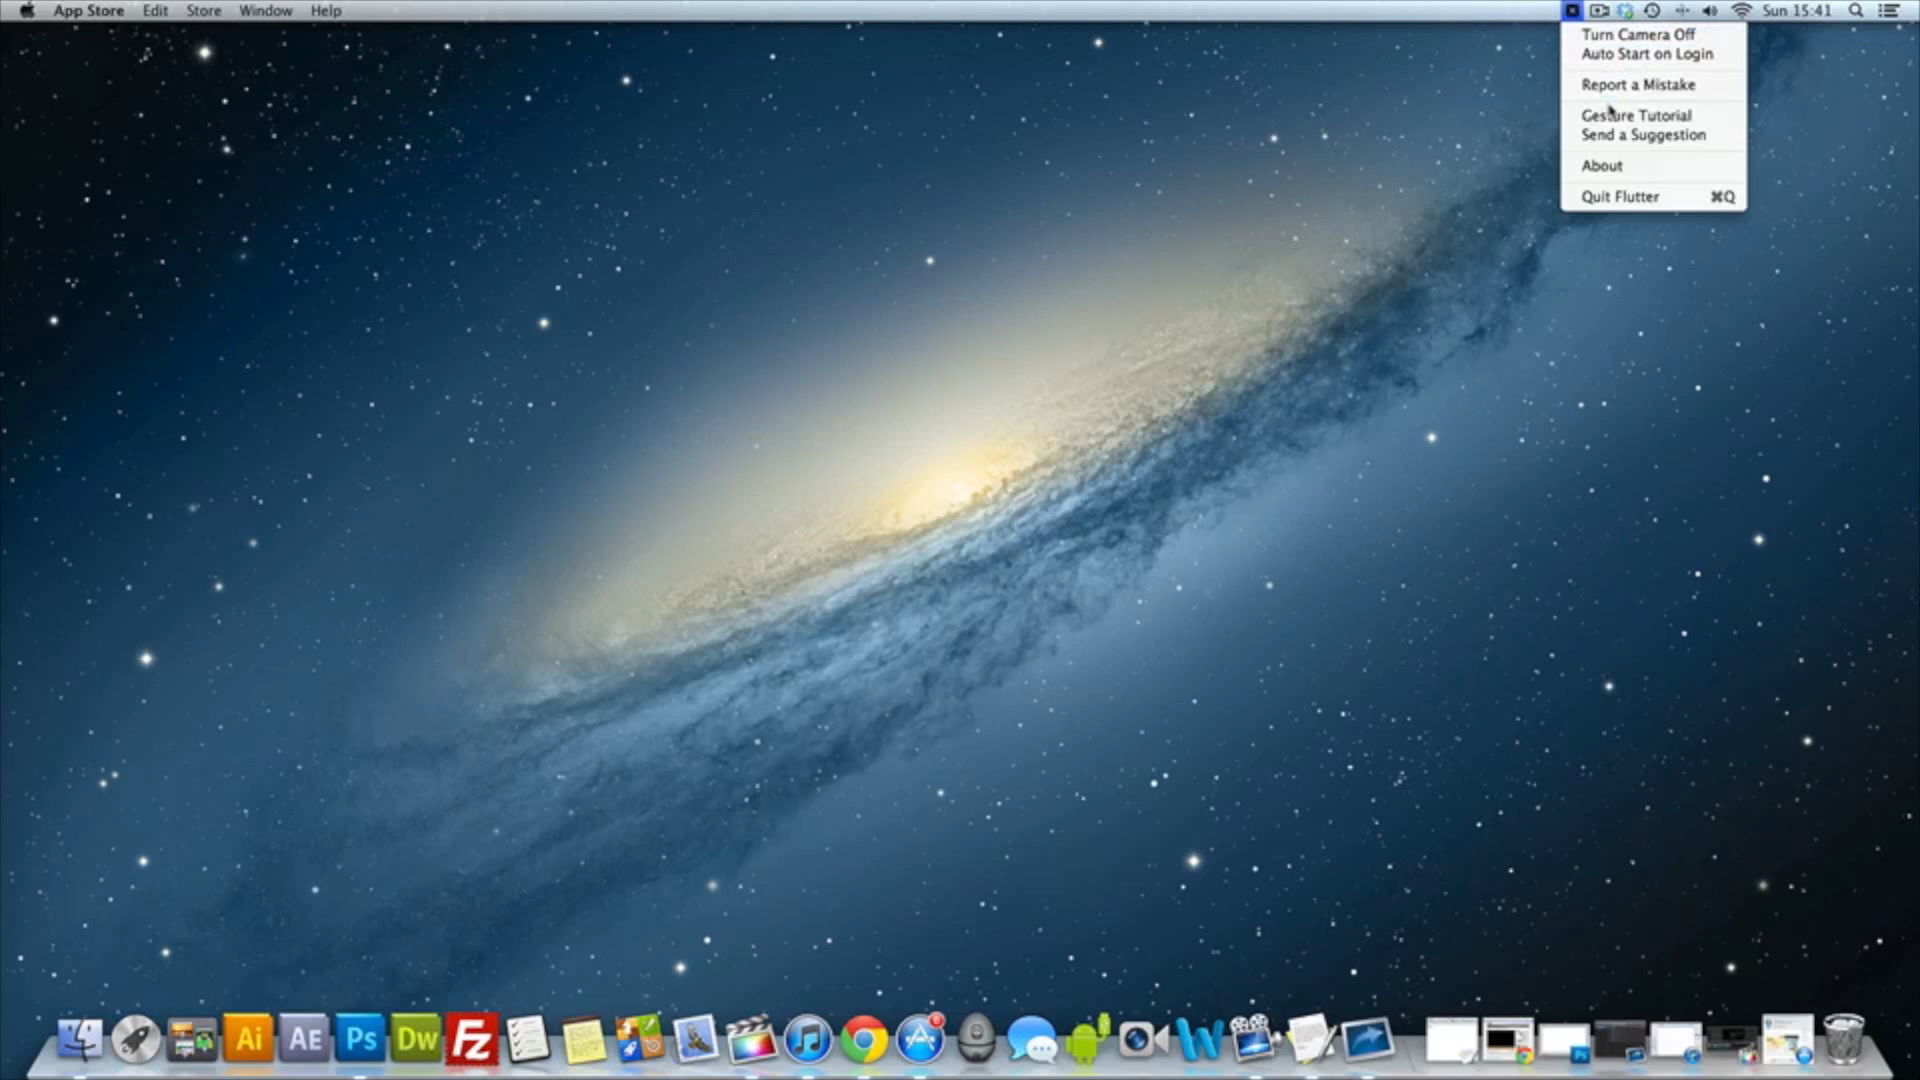 App Store Edit Store Window Help Sun 15:41
Turn Camera Off
Auto Start on Login
Report a Mistake
Gesture Tutorial
Send a Suggestion
About
Quit Flutter ⌘Q
Ai AE Ps Dw FZ